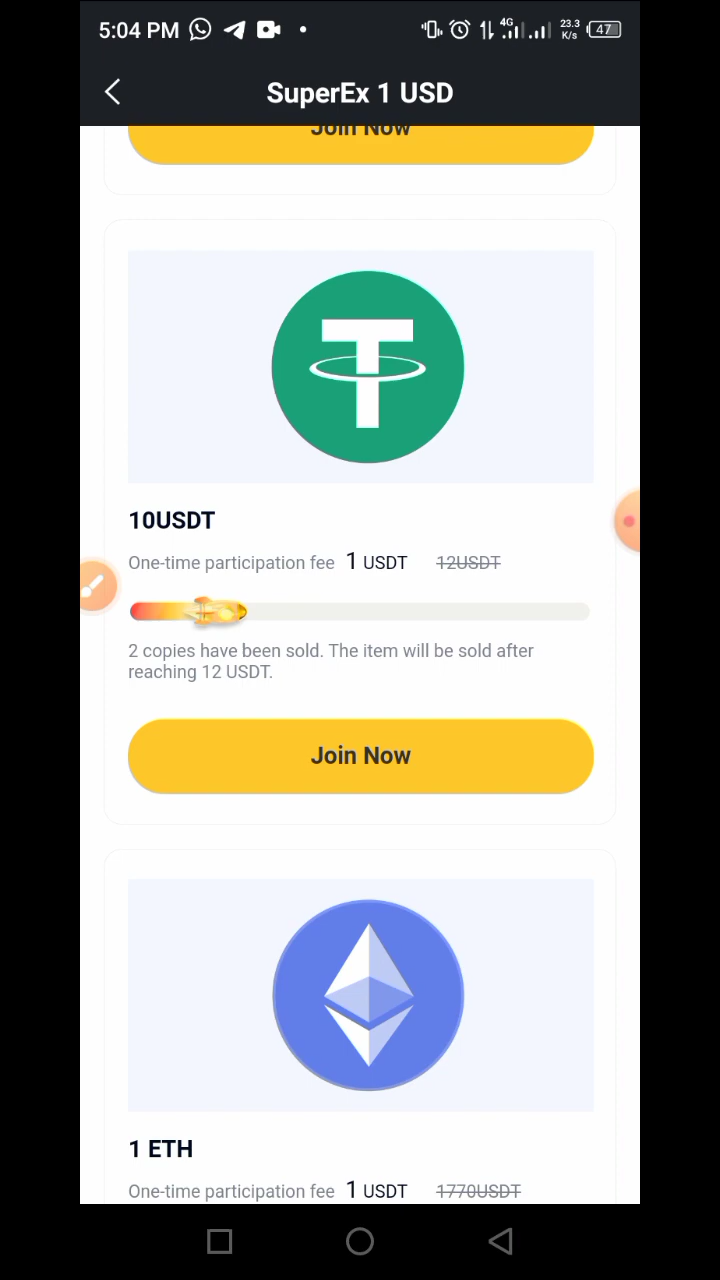 5:04 PM
4G
23.3
K/s
47
SuperEx 1 USD
Join Now
10USDT
One-time participation fee 1 USDT 12USDT
2 copies have been sold. The item will be sold after
reaching 12 USDT.
Join Now
1 ETH
One-time participation fee 1 USDT 1770USDT